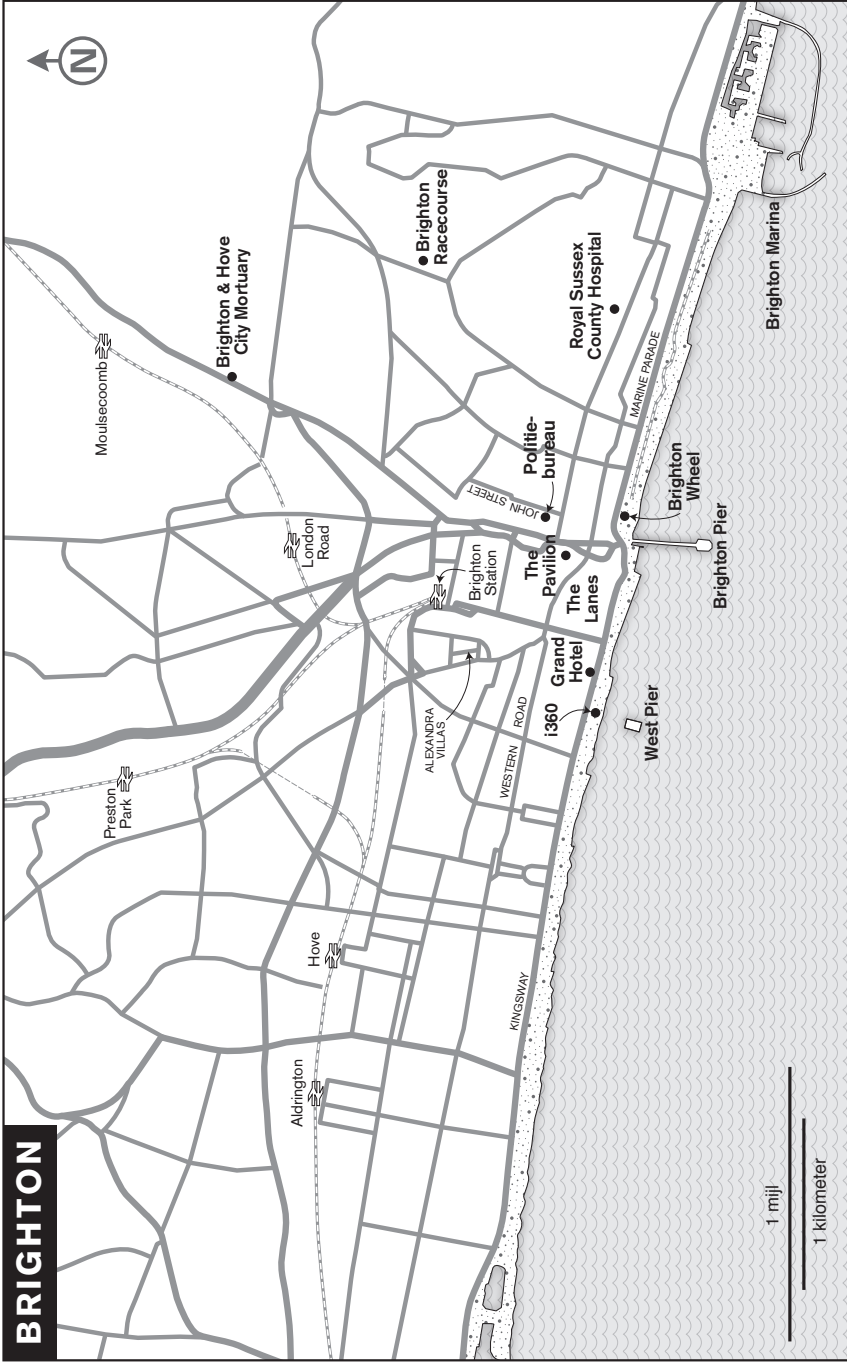 BRIGHTON
N
Moulsecoomb
Brighton & Hove
City Mortuary
Brighton
Racecourse
London
Road
Preston
Park
Hove
Aldrington
Brighton
Station
ALEXANDRA
VILLAS
JOHN STREET
Politie-
bureau
Royal Sussex
County Hospital
MARINE PARADE
The
Pavilion
The
Lanes
Grand
Hotel
i360
WESTERN ROAD
KINGSWAY
Brighton
Wheel
Brighton Pier
West Pier
Brighton Marina
1 mijl
1 kilometer